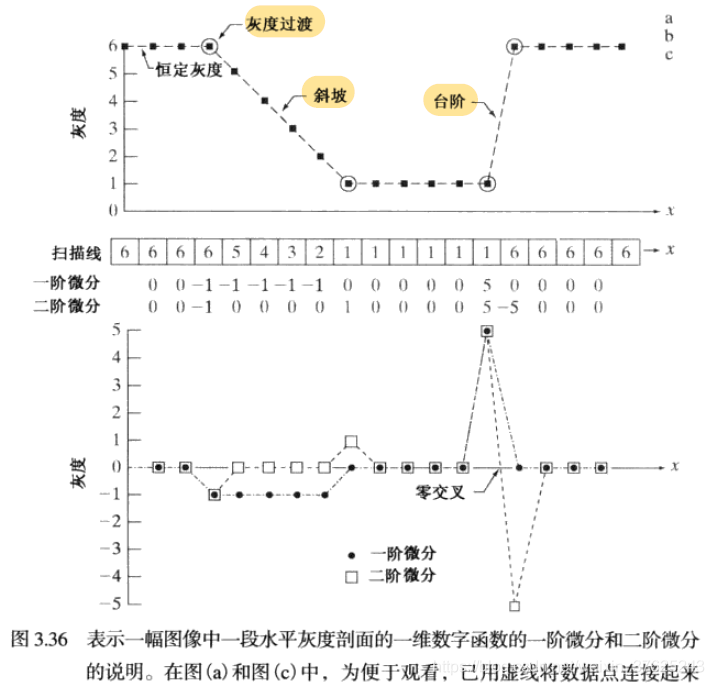 灰度过渡
a
b
c
6
恒定灰度
5
斜坡
台阶
4
灰度
3
2
1
0
x
扫描线 6 6 6 6 5 4 3 2 1 1 1 1 1 1 6 6 6 6 6 x
一阶微分 0 0 −1 −1 −1 −1 −1 0 0 0 0 0 5 0 0 0 0
二阶微分 0 0 −1 0 0 0 0 1 0 0 0 0 5 −5 0 0 0
5
4
3
2
1
灰度
0
x
零交叉
−1
−2
−3
一阶微分
−4
二阶微分
−5
图 3.36 表示一幅图像中一段水平灰度剖面的一维数字函数的一阶微分和二阶微分
的说明。在图(a)和图(c)中，为便于观看，已用虚线将数据点连接起来